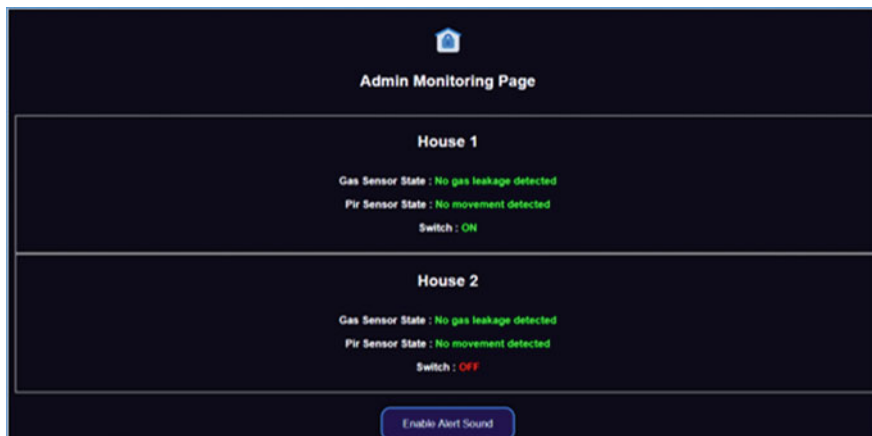 Admin Monitoring Page
House 1
Gas Sensor State : No gas leakage detected
Pir Sensor State : No movement detected
Switch : ON
House 2
Gas Sensor State : No gas leakage detected
Pir Sensor State : No movement detected
Switch : OFF
Enable Alert Sound